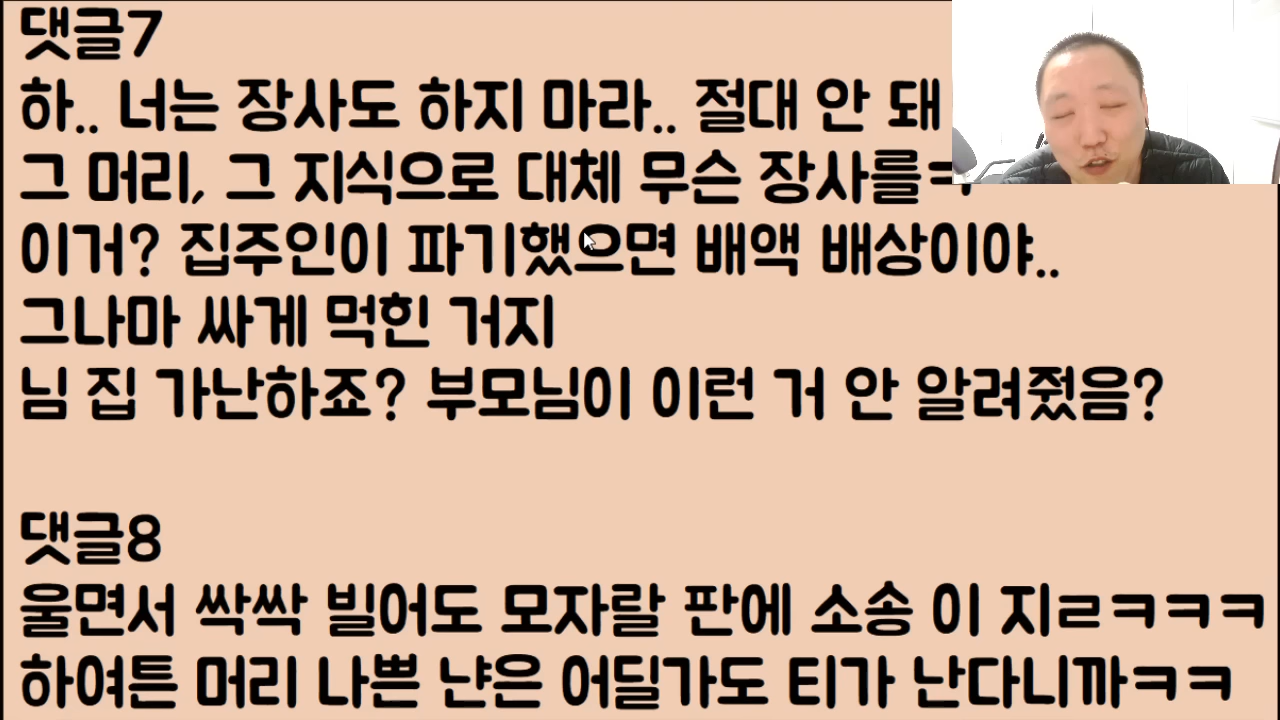 댓글7
하.. 너는 장사도 하지 마라.. 절대 안 돼
그 머리, 그 지식으로 대체 무슨 장사를ㅋ
이거? 집주인이 파기했으면 배액 배상이야..
그나마 싸게 먹힌 거지
님 집 가난하죠? 부모님이 이런 거 안 알려줬음?
댓글8
울면서 싹싹 빌어도 모자랄 판에 소송 이 지ㄹㅋㅋㅋ
하여튼 머리 나쁜 냔은 어딜가도 티가 난다니까ㅋㅋ